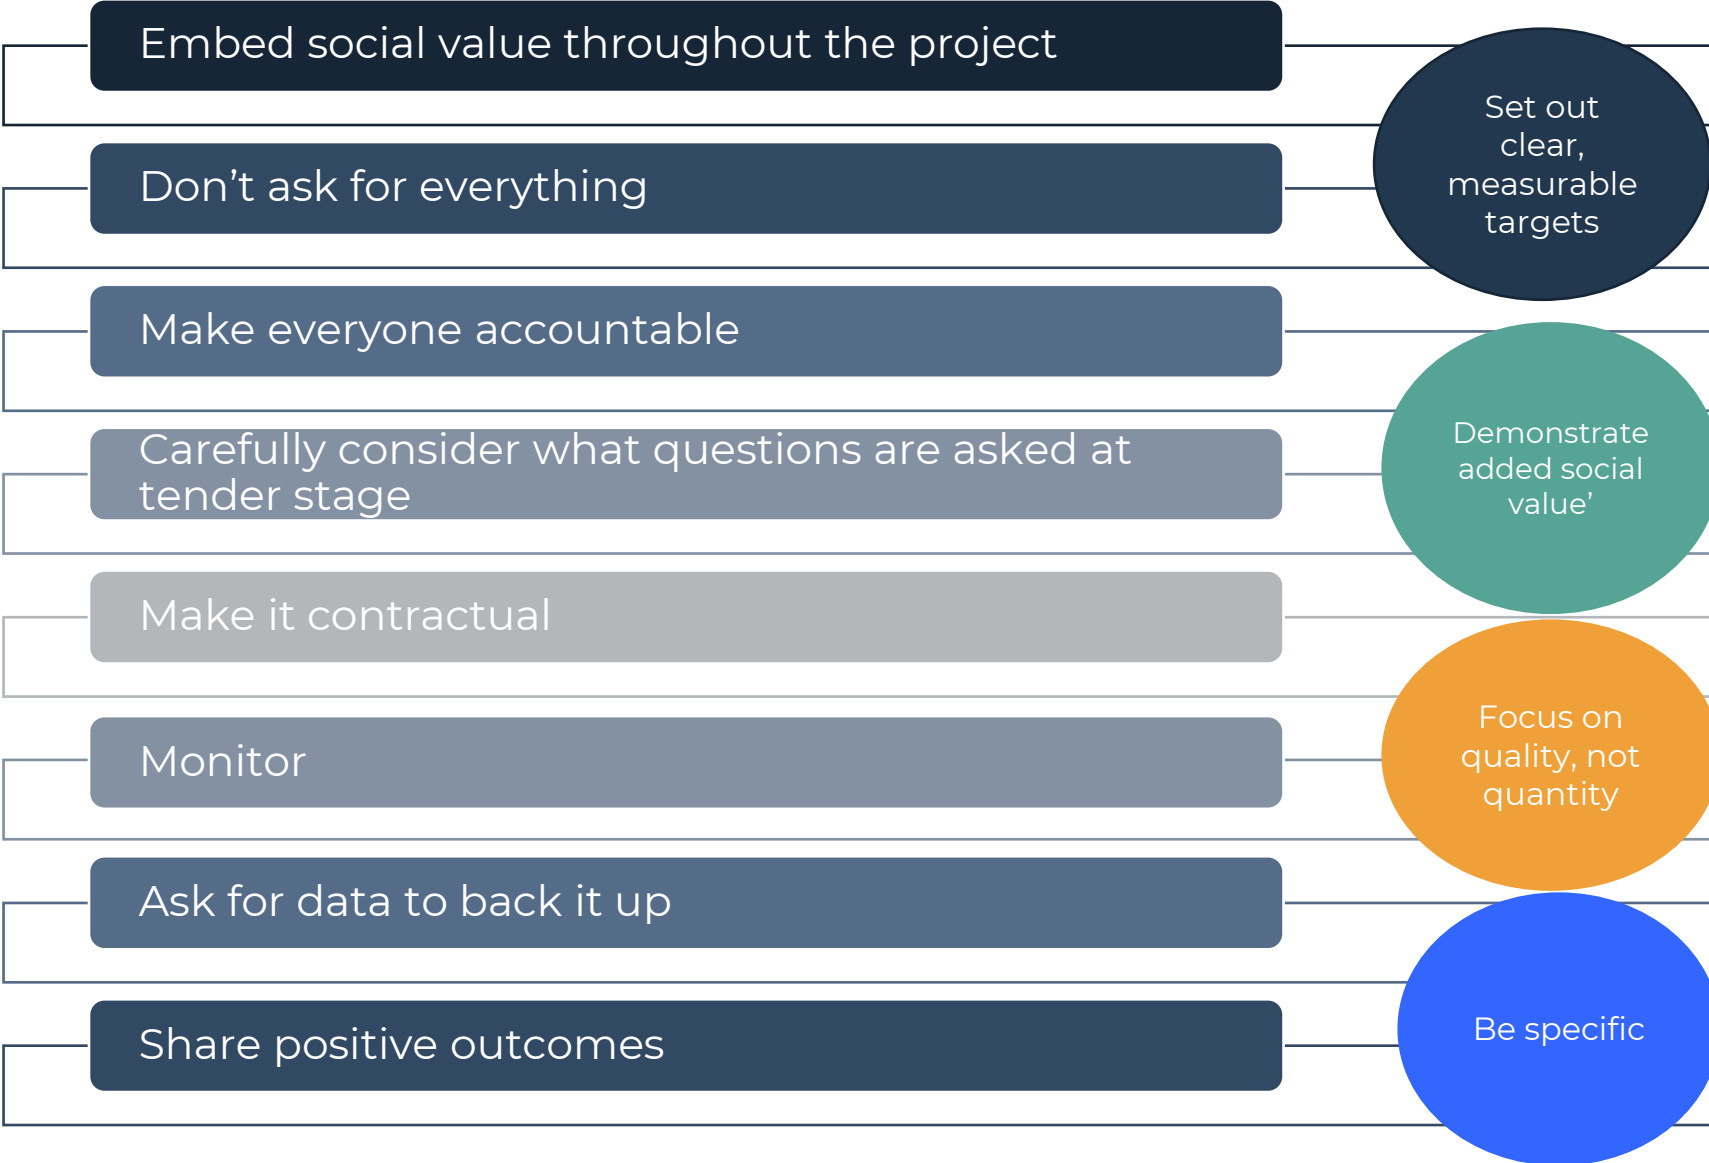 Embed social value throughout the project
Don’t ask for everything
Make everyone accountable
Carefully consider what questions are asked at
tender stage
Make it contractual
Monitor
Ask for data to back it up
Share positive outcomes
Set out
clear,
measurable
targets
Demonstrate
added social
value’
Focus on
quality, not
quantity
Be specific